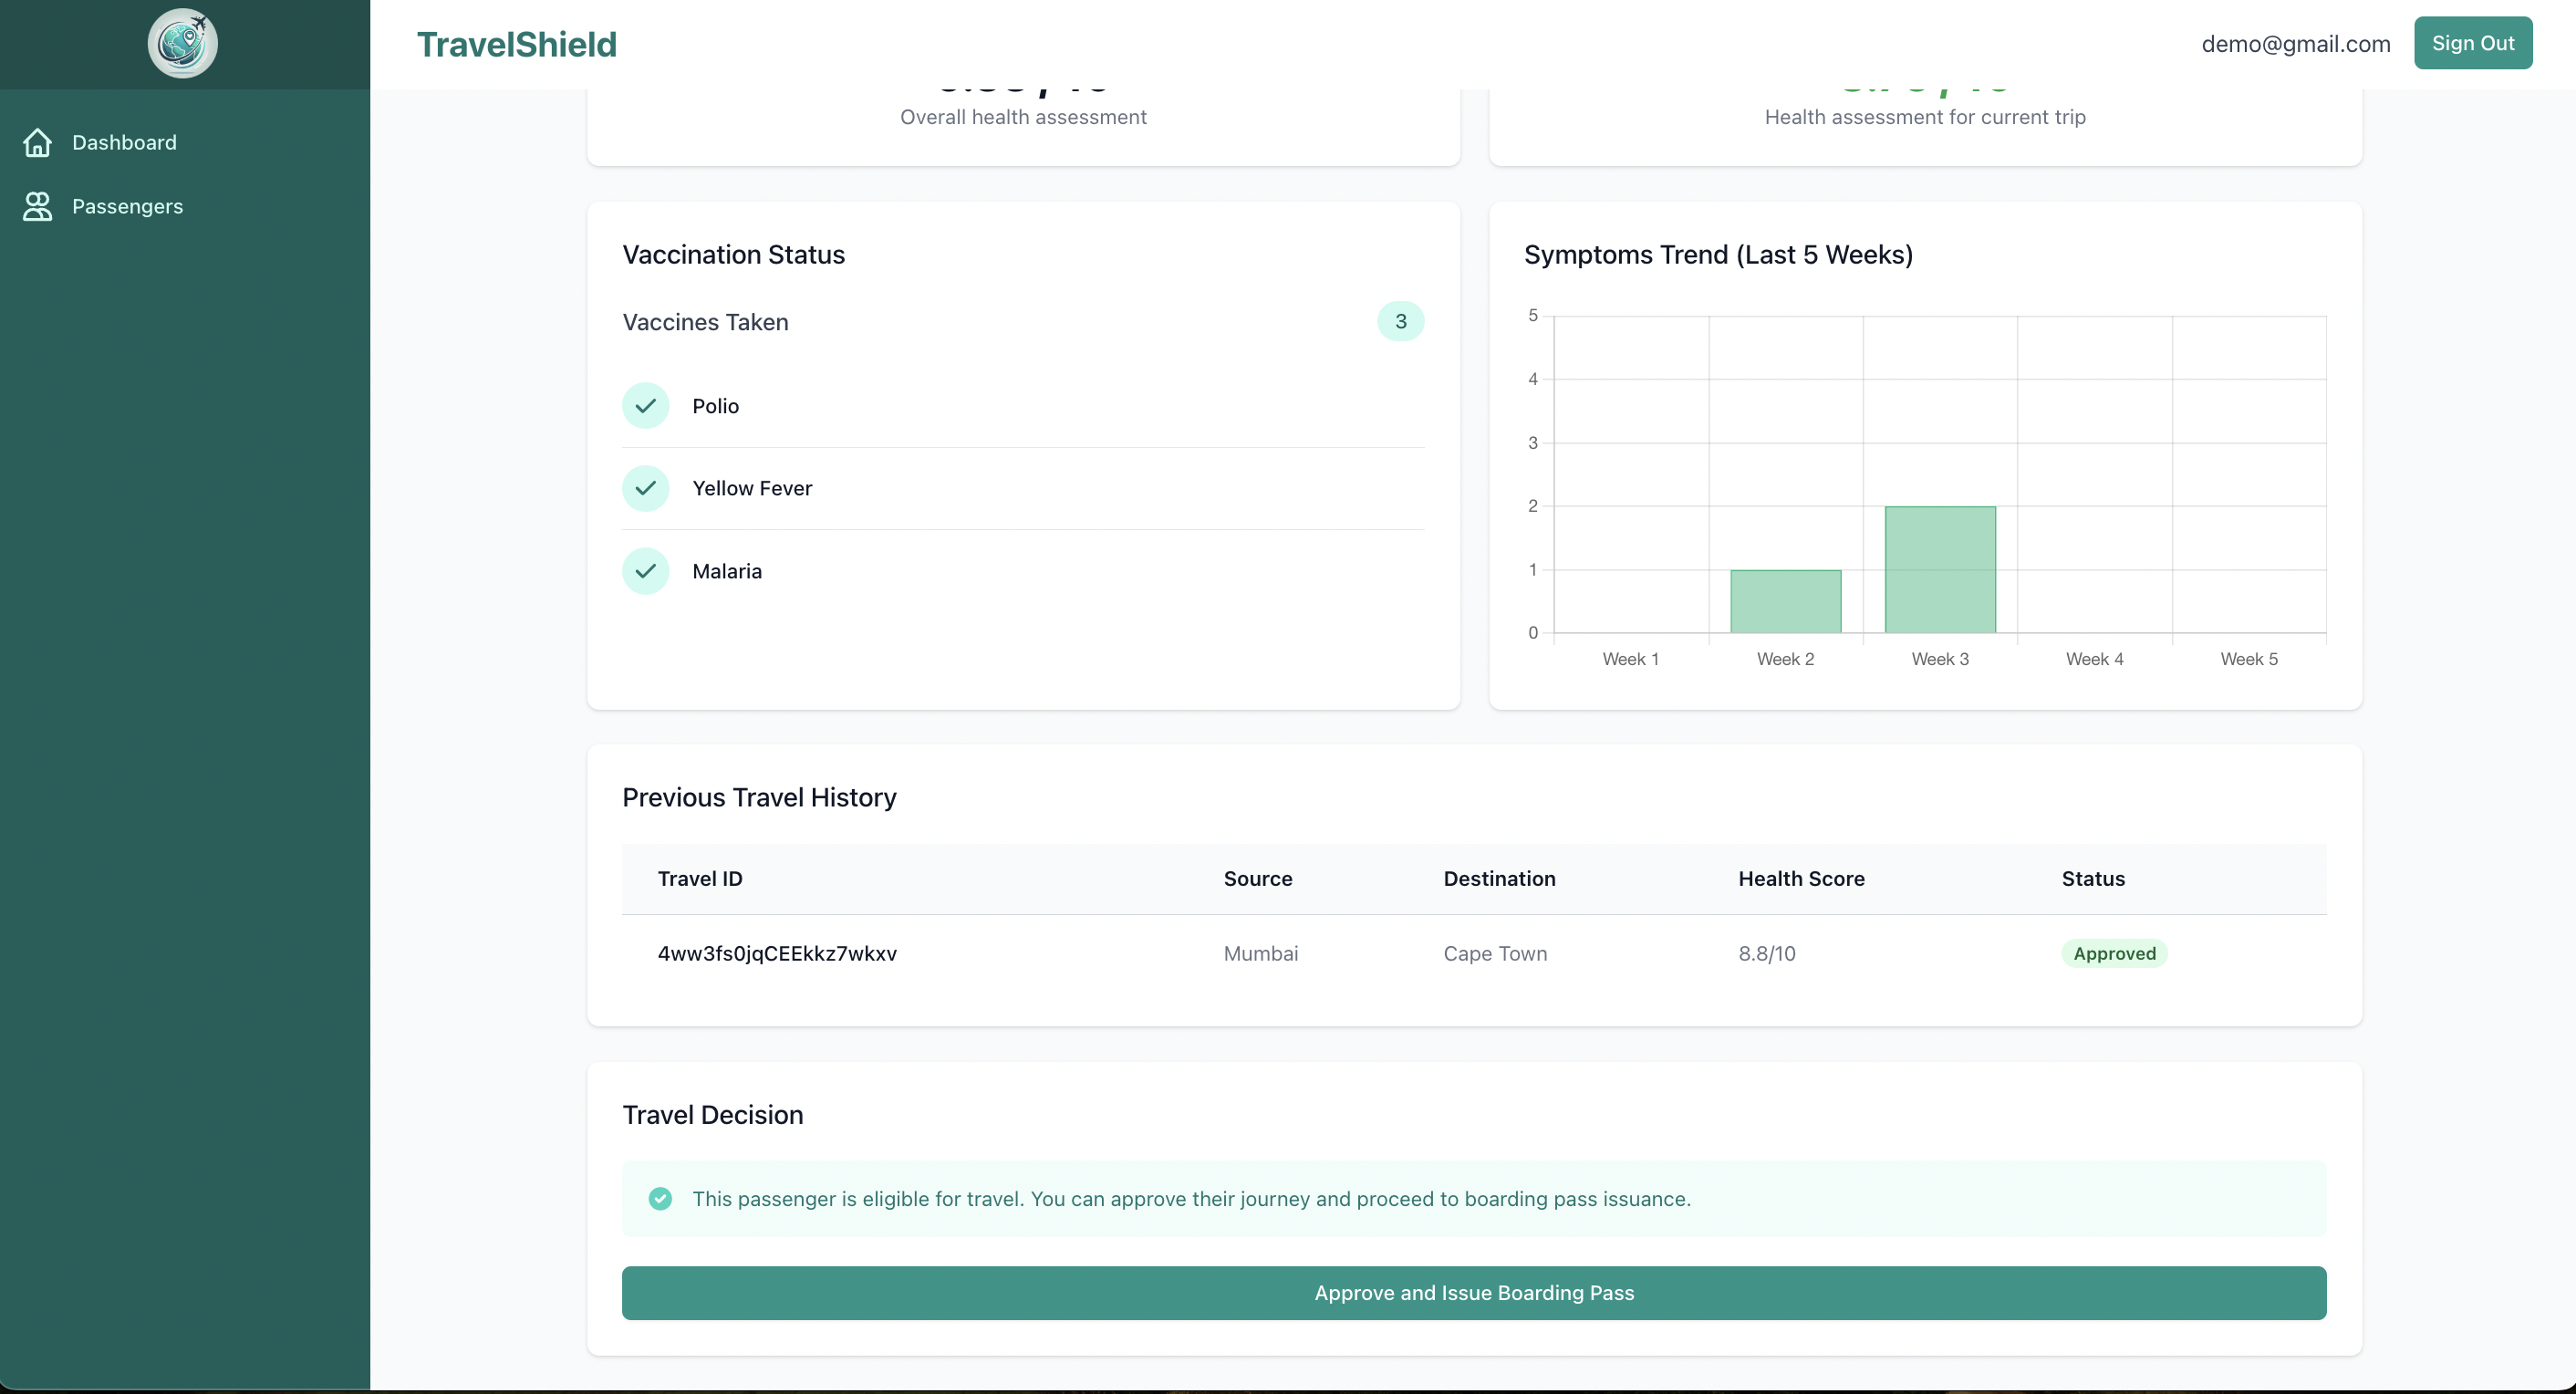 TravelShield
demo@gmail.com
Sign Out
Dashboard
Passengers
Overall health assessment
Health assessment for current trip
Vaccination Status
Vaccines Taken
3
Polio
Yellow Fever
Malaria
Symptoms Trend (Last 5 Weeks)
5
4
3
2
1
0
Week 1 Week 2 Week 3 Week 4 Week 5
Previous Travel History
Travel ID Source Destination Health Score Status
4ww3fs0jqCEEkkz7wkxv Mumbai Cape Town 8.8/10 Approved
Travel Decision
This passenger is eligible for travel. You can approve their journey and proceed to boarding pass issuance.
Approve and Issue Boarding Pass